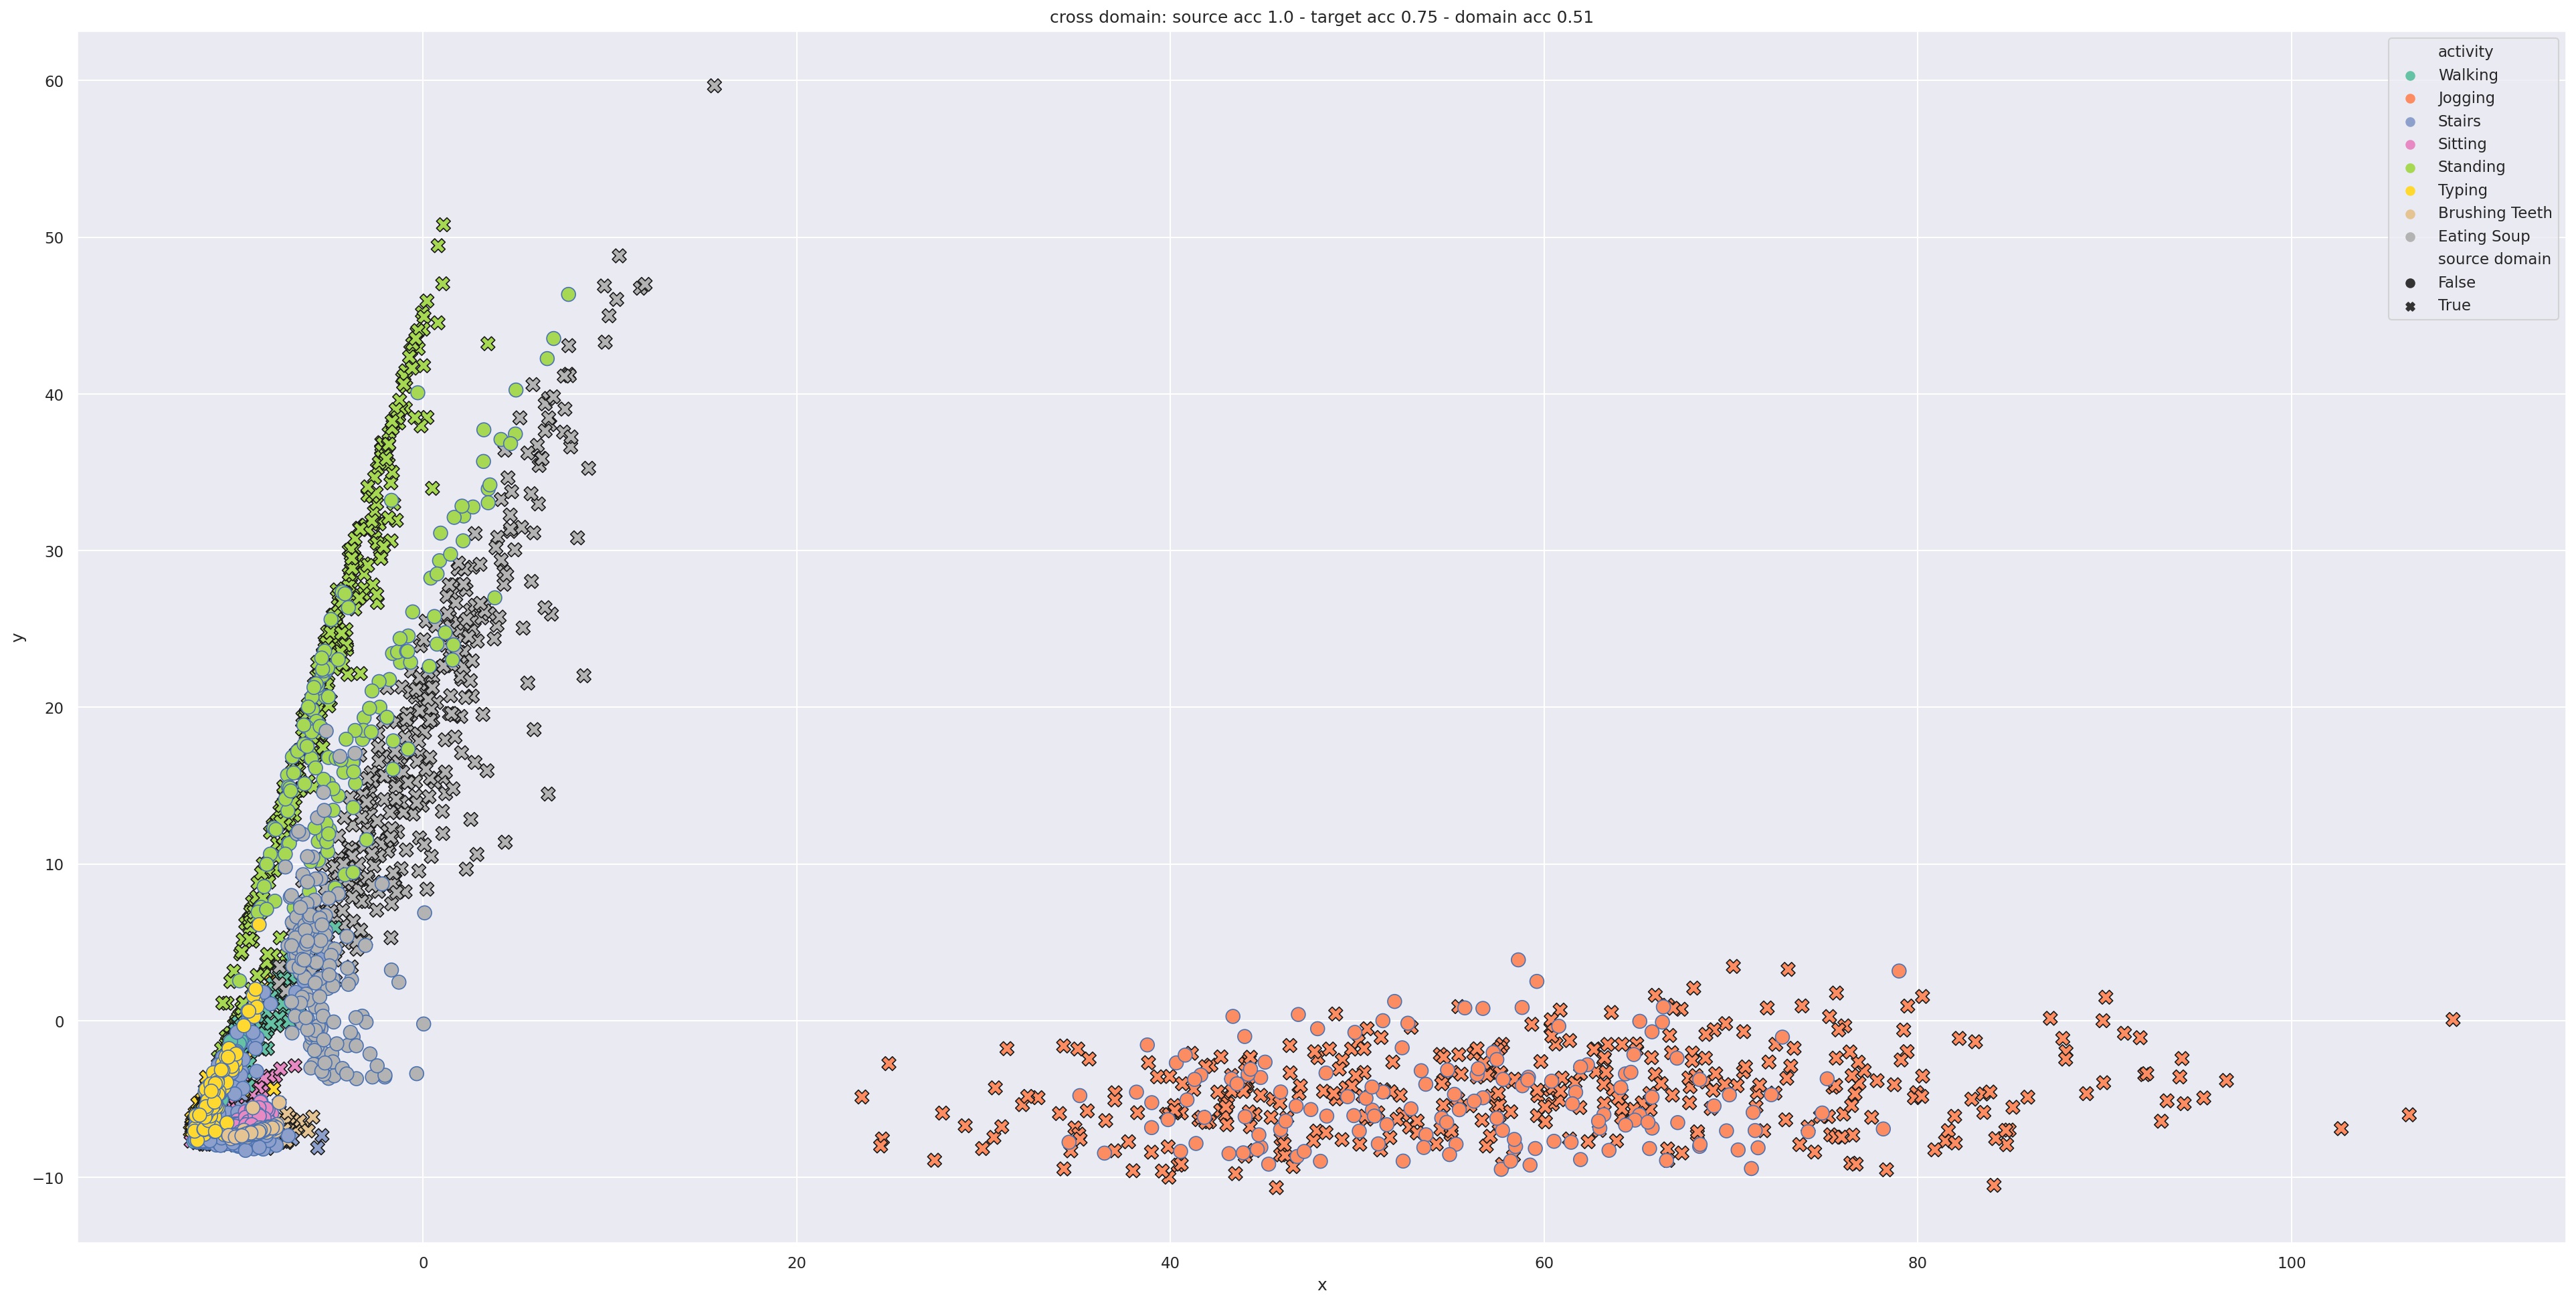 cross domain: source acc 1.0 - target acc 0.75 - domain acc 0.51
activity
Walking
Jogging
Stairs
Sitting
Standing
Typing
Brushing Teeth
Eating Soup
source domain
False
True
60
50
40
30
20
10
0
−10
y
0
20
40
60
80
100
x